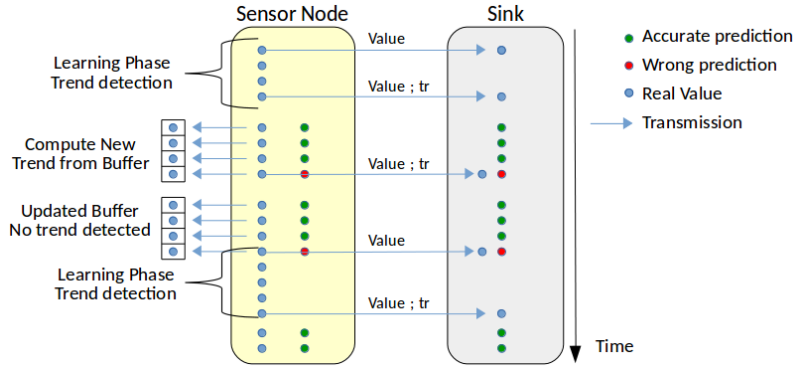 Sensor Node
Sink
Value
Learning Phase
Trend detection
Value ; tr
Compute New
Trend from Buffer
Value ; tr
Updated Buffer
No trend detected
Value
Learning Phase
Trend detection
Value ; tr
Accurate prediction
Wrong prediction
Real Value
Transmission
Time